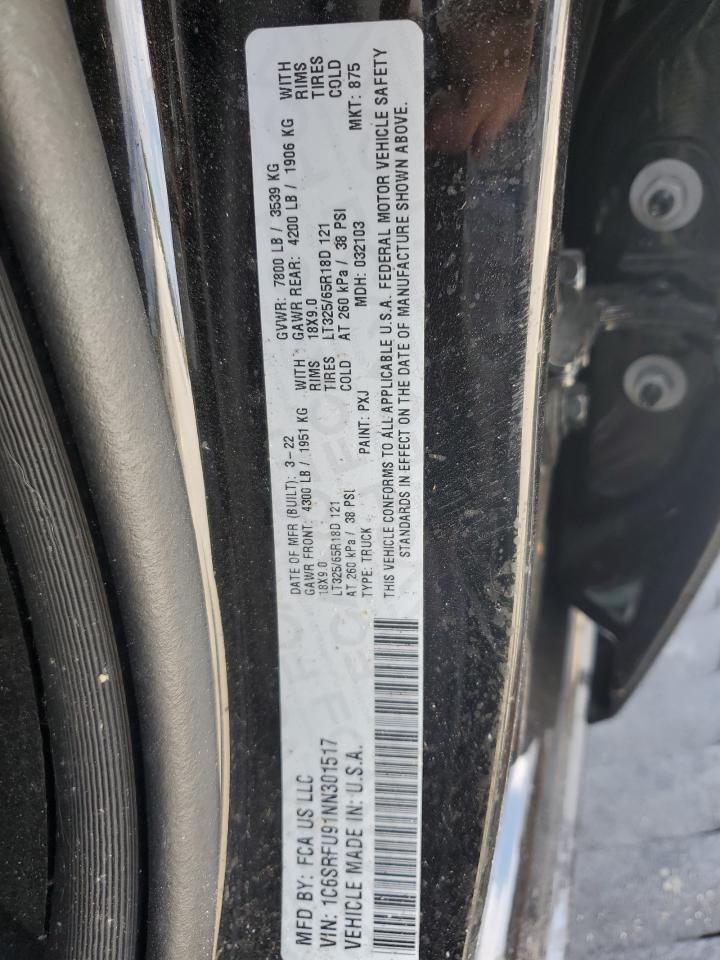 MFD BY: FCA US LLC
DATE OF MFR (BUILT): 3-22
GVWR: 7800 LB / 3539 KG
GAWR FRONT: 4300 LB / 1951 KG WITH
GAWR REAR: 4200 LB / 1906 KG WITH
18X9.0 RIMS
18X9.0 RIMS
LT325/65R18D 121 TIRES
LT325/65R18D 121 TIRES
AT 260 kPa / 38 PSI COLD
AT 260 kPa / 38 PSI COLD
VIN: 1C6SRFU91NN301517
TYPE: TRUCK PAINT: PXJ MDH: 032103 MKT: 875
VEHICLE MADE IN: U.S.A.
THIS VEHICLE CONFORMS TO ALL APPLICABLE U.S.A. FEDERAL MOTOR VEHICLE SAFETY
STANDARDS IN EFFECT ON THE DATE OF MANUFACTURE SHOWN ABOVE.